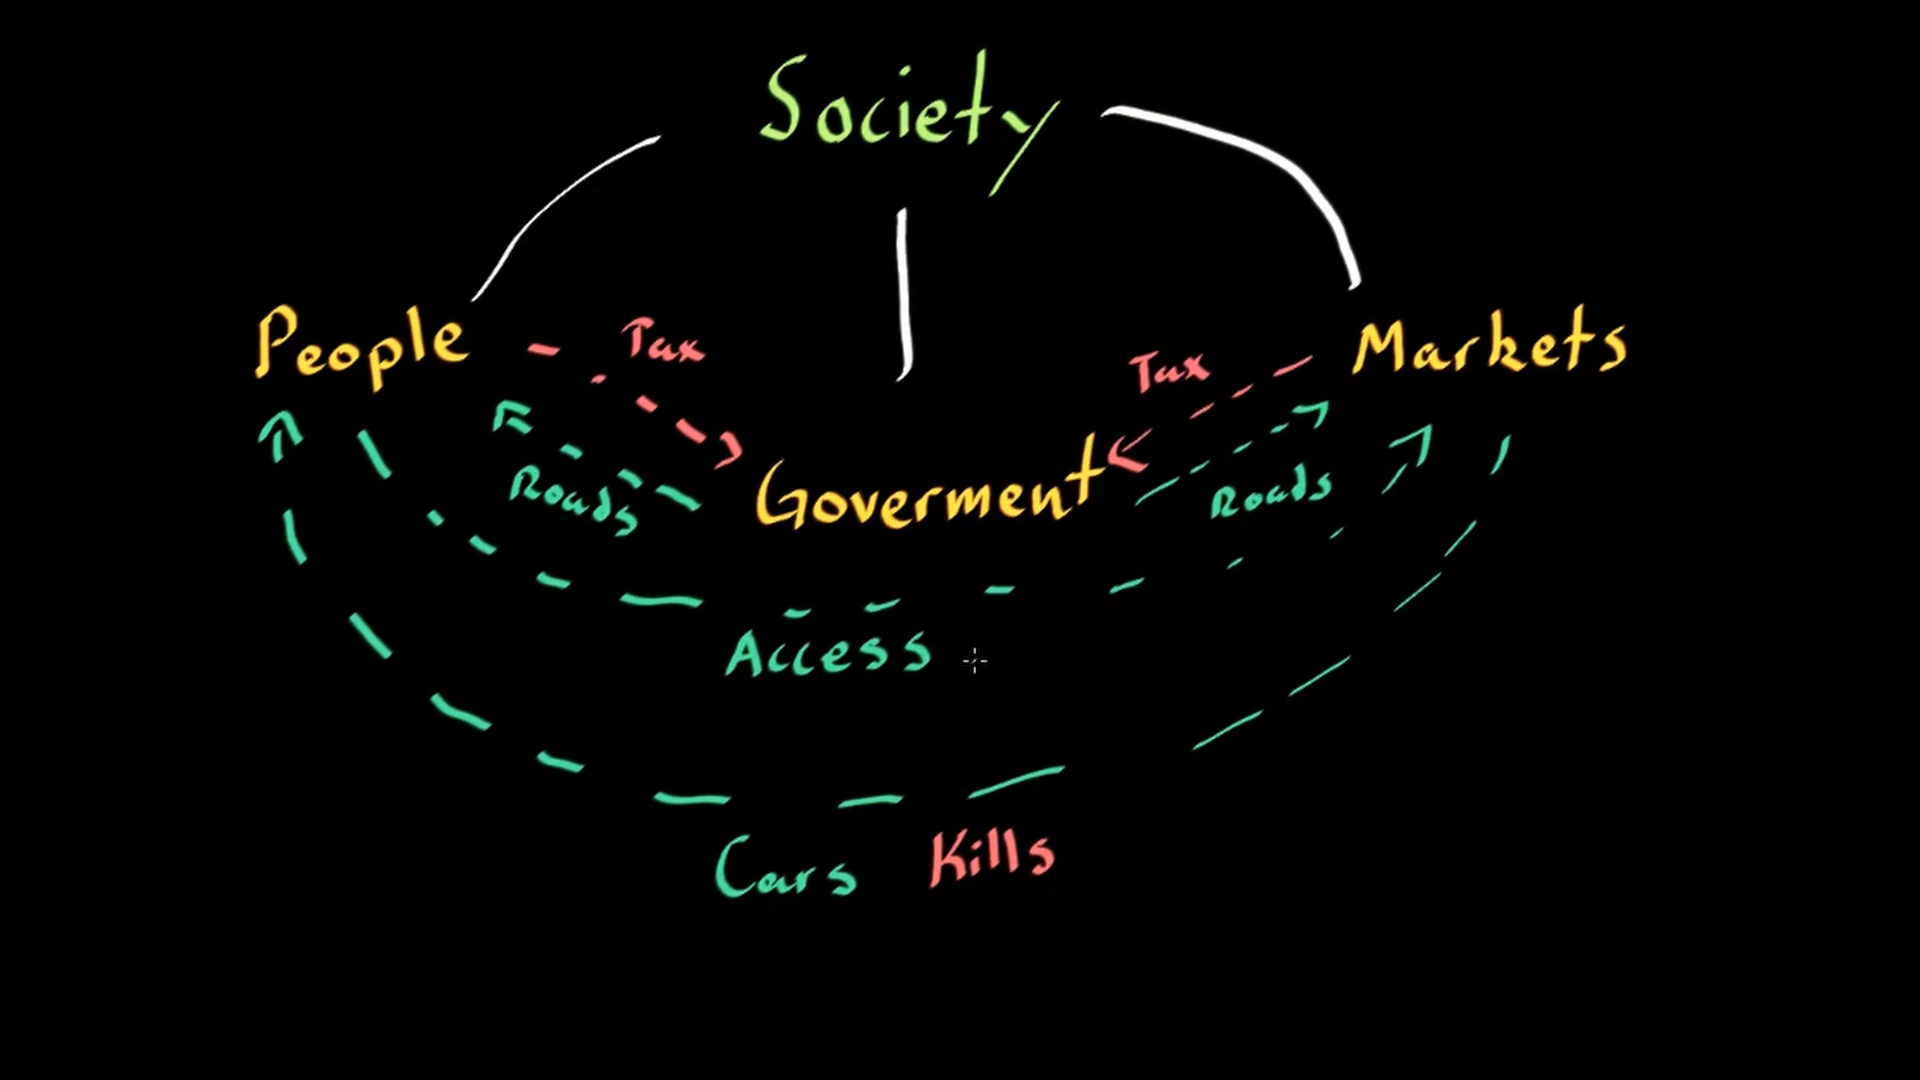 Society
People
Tax
Tax
Markets
Roads
Goverment
Roads
Access
Cars Kills